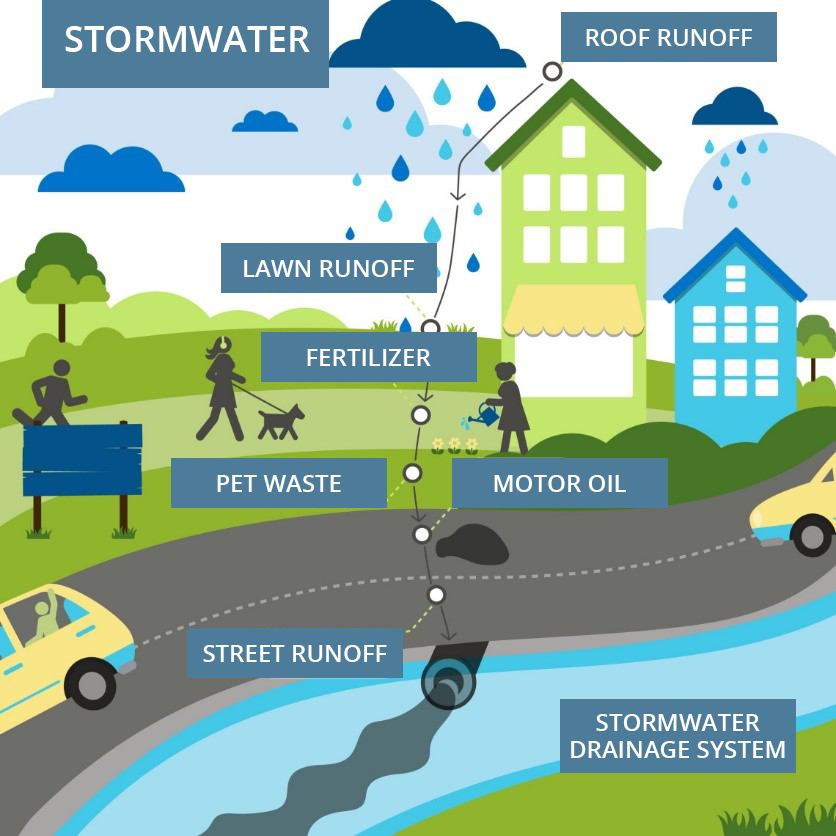 STORMWATER
ROOF RUNOFF
LAWN RUNOFF
FERTILIZER
PET WASTE
MOTOR OIL
STREET RUNOFF
STORMWATER
DRAINAGE SYSTEM